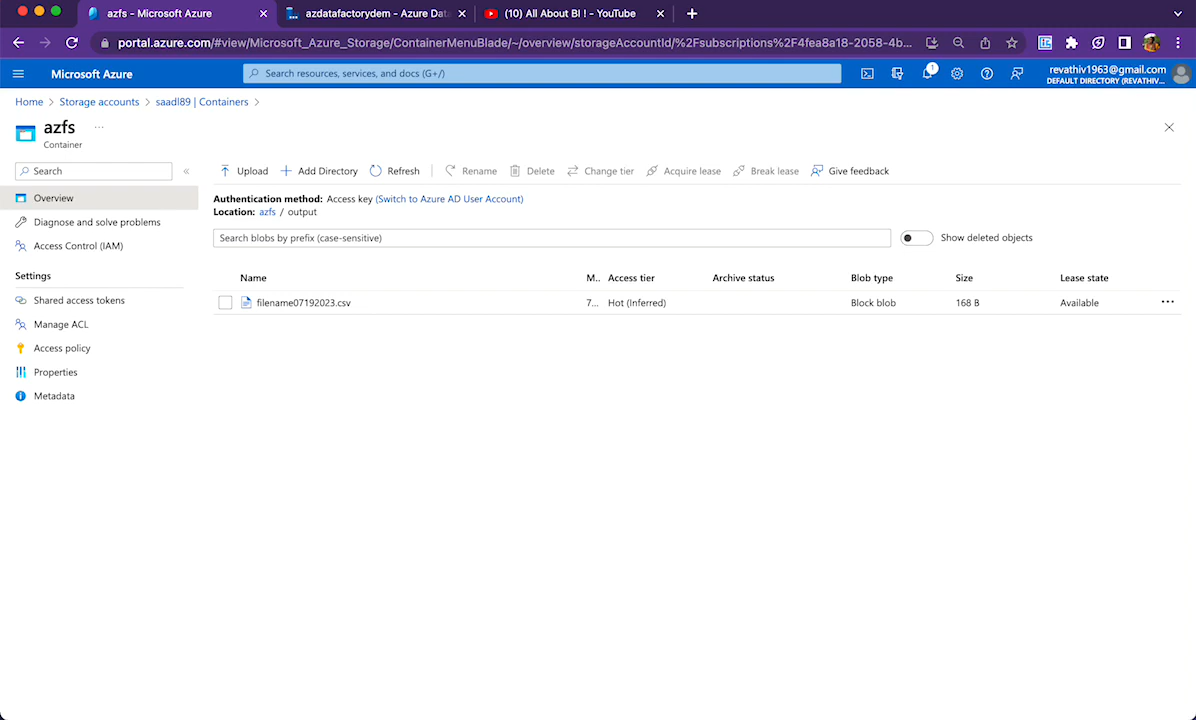 azfs - Microsoft Azure
azdatafactorydem - Azure Dat
(10) All About BI ! - YouTube
portal.azure.com/#view/Microsoft_Azure_Storage/ContainerMenuBlade/~/overview/storageAccountId/%2Fsubscriptions%2F4fea8a18-2058-4b...
Microsoft Azure
Search resources, services, and docs (G+/)
1
revathiv1963@gmail.com
DEFAULT DIRECTORY (REVATHIV...
Home > Storage accounts > saadl89 | Containers >
azfs ...
Container
Search «
Upload
Add Directory
Refresh
Rename
Delete
Change tier
Acquire lease
Break lease
Give feedback
Overview
Diagnose and solve problems
Access Control (IAM)
Settings
Shared access tokens
Manage ACL
Access policy
Properties
Metadata
Authentication method: Access key (Switch to Azure AD User Account)
Location: azfs / output
Search blobs by prefix (case-sensitive)
Show deleted objects
Name M.. Access tier Archive status Blob type Size Lease state
filename07192023.csv 7... Hot (Inferred) Block blob 168 B Available ...